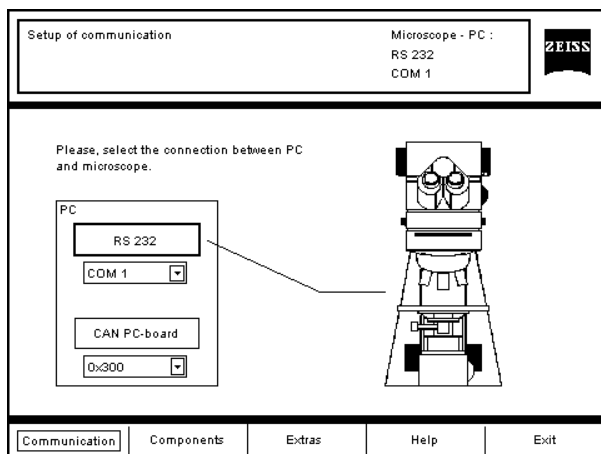 Setup of communication
Microscope - PC :
RS 232
COM 1
ZEISS
Please, select the connection between PC
and microscope.
PC
RS 232
COM 1
CAN PC-board
0x300
Communication
Components
Extras
Help
Exit